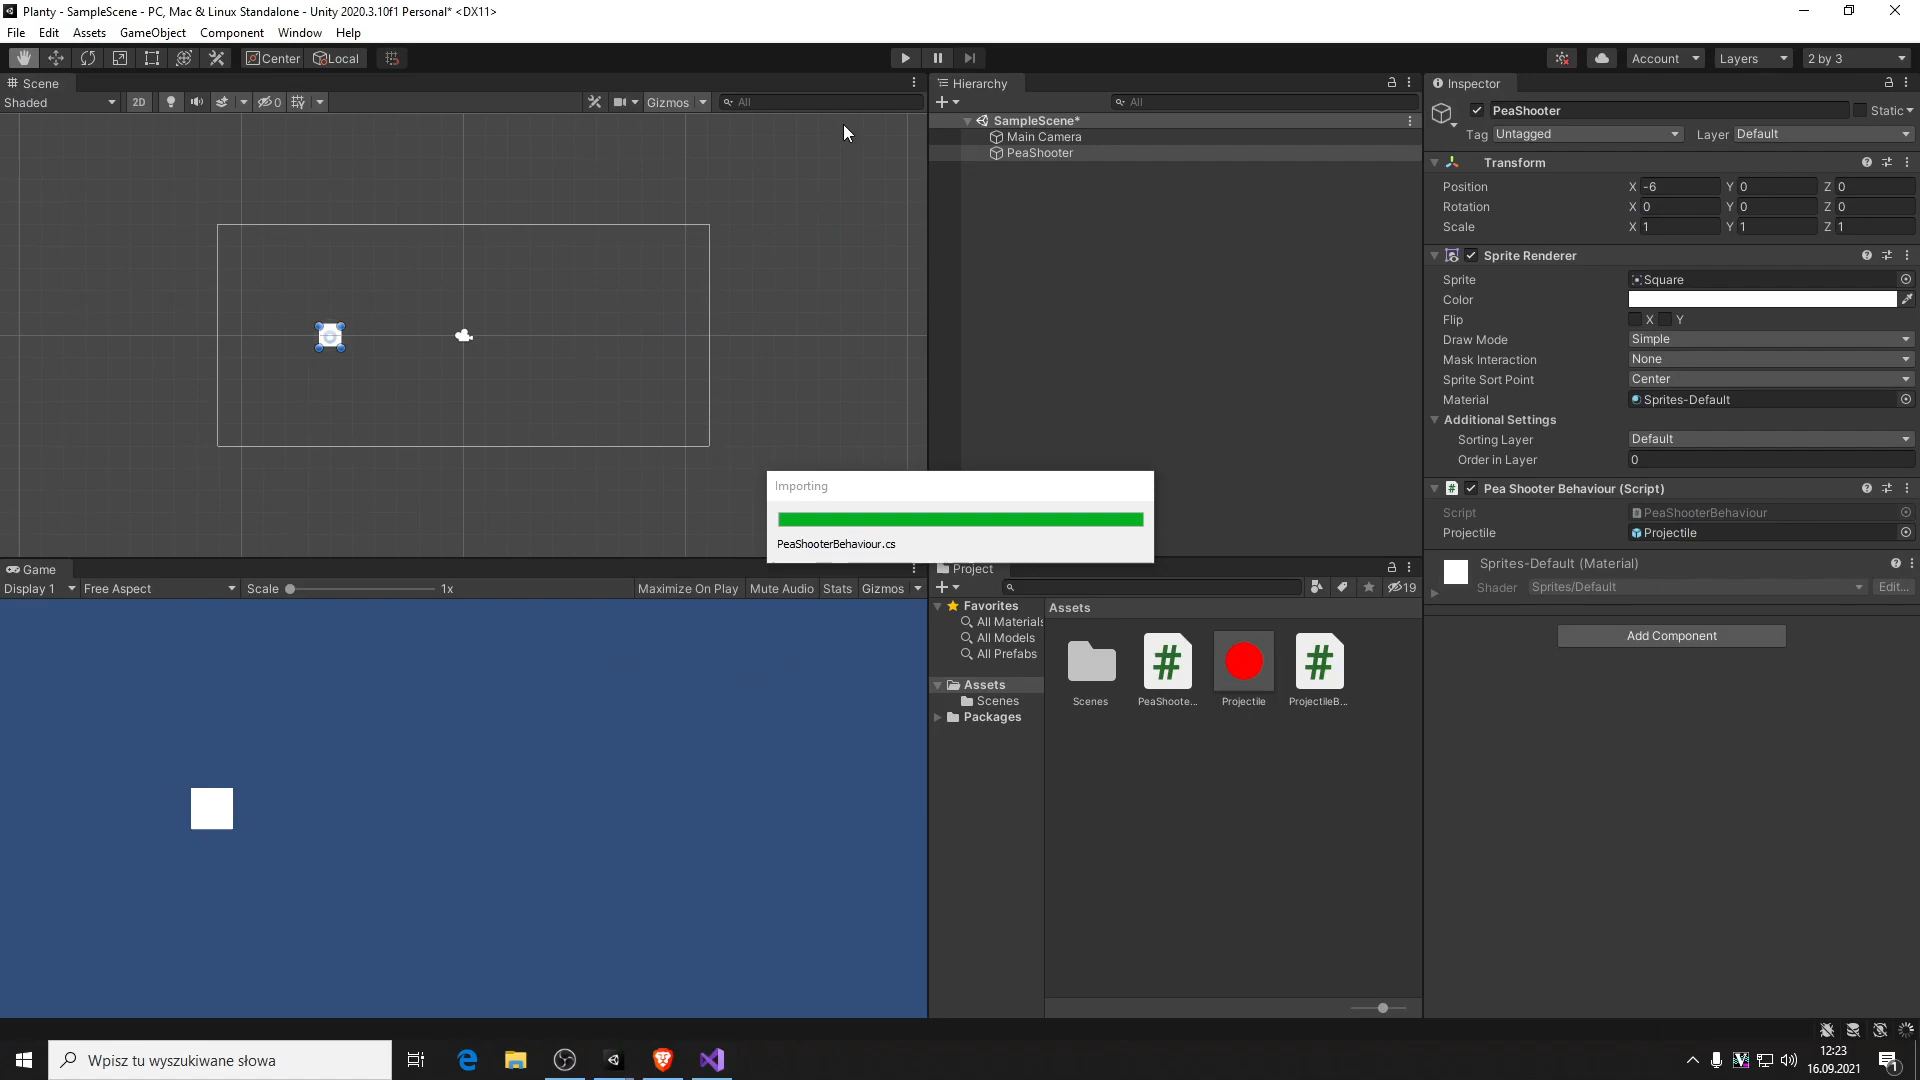 Planty - SampleScene - PC, Mac & Linux Standalone - Unity 2020.3.10f1 Personal* <DX11>
File Edit Assets GameObject Component Window Help
Center Local Account Layers 2 by 3
Scene
Shaded 2D 0 Gizmos All
Hierarchy
All
SampleScene*
Main Camera
PeaShooter
Inspector
PeaShooter Static
Tag Untagged Layer Default
Transform
Position X -6 Y 0 Z 0
Rotation X 0 Y 0 Z 0
Scale X 1 Y 1 Z 1
Sprite Renderer
Sprite Square
Color
Flip X Y
Draw Mode Simple
Mask Interaction None
Sprite Sort Point Center
Material Sprites-Default
Additional Settings
Sorting Layer Default
Order in Layer 0
Pea Shooter Behaviour (Script)
Script PeaShooterBehaviour
Projectile Projectile
Sprites-Default (Material)
Shader Sprites/Default Edit...
Add Component
Importing
PeaShooterBehaviour.cs
Game
Display 1 Free Aspect Scale 1x Maximize On Play Mute Audio Stats Gizmos
Project
19
Favorites
All Materials
All Models
All Prefabs
Assets
Scenes
Packages
Assets
Scenes PeaShoote... Projectile ProjectileB...
Wpisz tu wyszukiwane słowa
12:23
16.09.2021
1